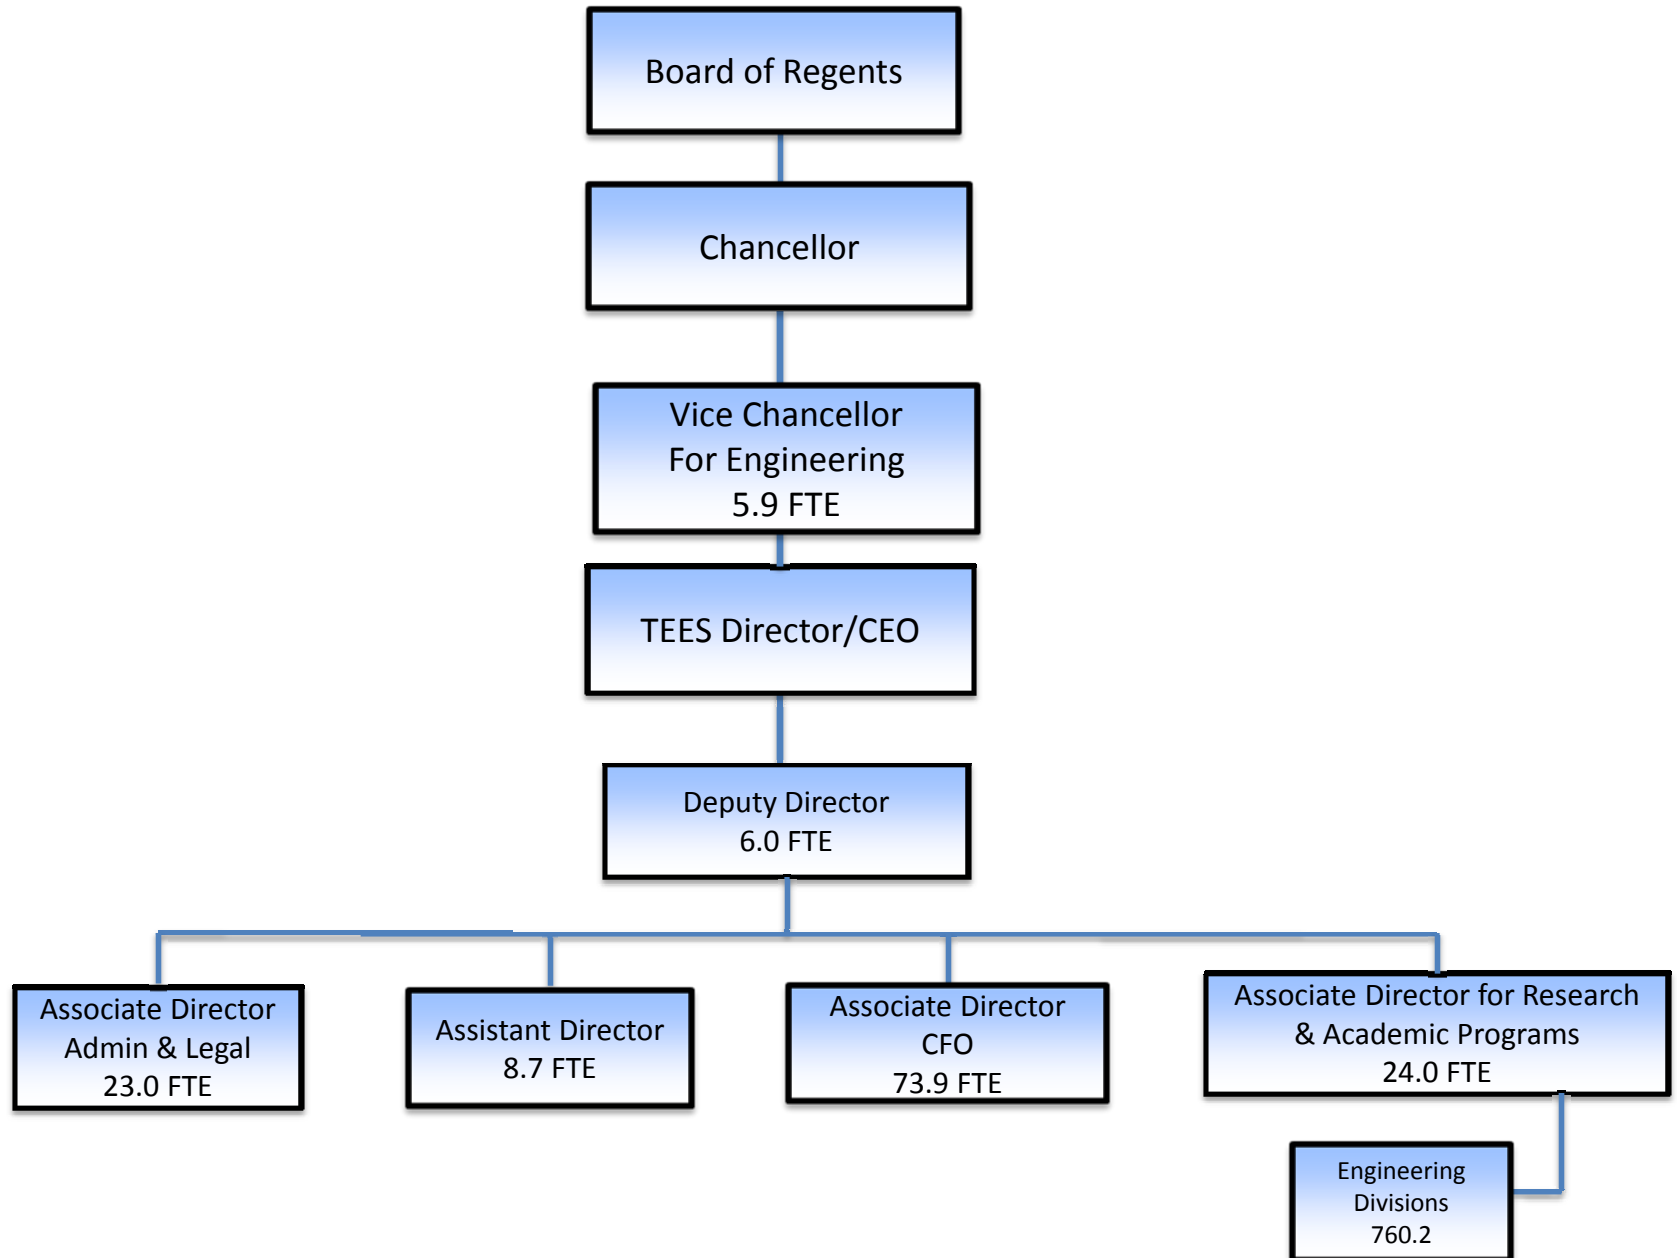 Board of Regents
Chancellor
Vice Chancellor
For Engineering
5.9 FTE
TEES Director/CEO
Deputy Director
6.0 FTE
Associate Director
Admin & Legal
23.0 FTE
Assistant Director
8.7 FTE
Associate Director
CFO
73.9 FTE
Associate Director for Research
& Academic Programs
24.0 FTE
Engineering
Divisions
760.2